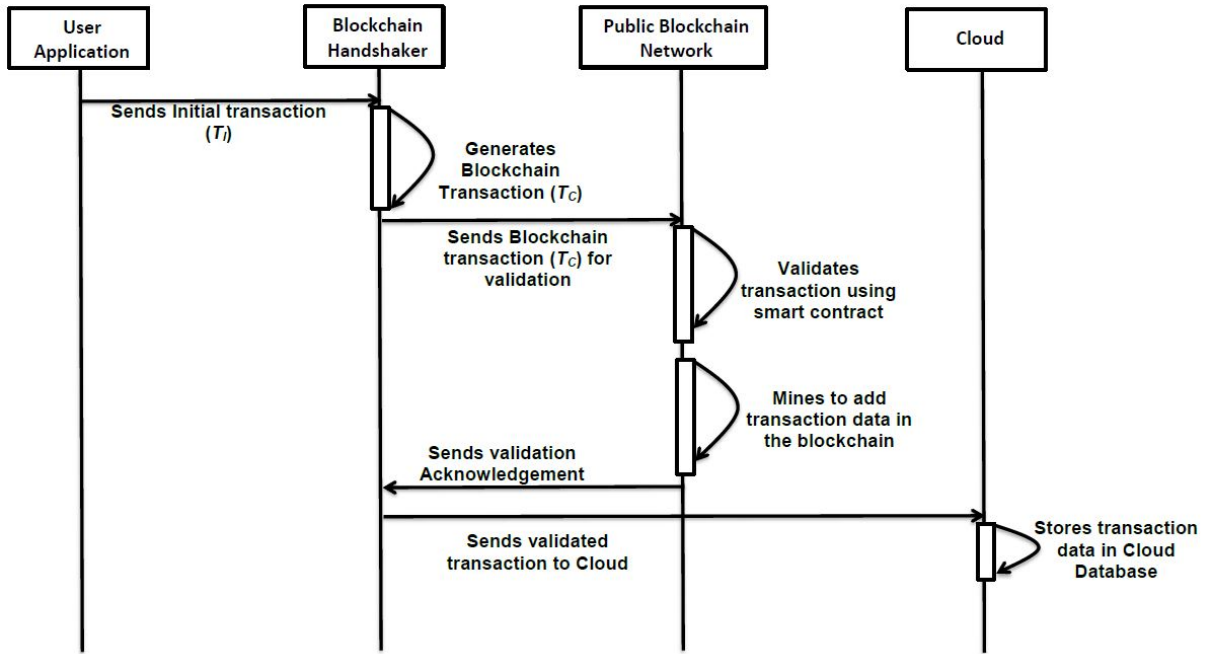 User
Application
Blockchain
Handshaker
Public Blockchain
Network
Cloud
Sends Initial transaction
(TI)
Generates
Blockchain
Transaction (TC)
Sends Blockchain
transaction (TC) for
validation
Validates
transaction using
smart contract
Mines to add
transaction data in
the blockchain
Sends validation
Acknowledgement
Sends validated
transaction to Cloud
Stores transaction
data in Cloud
Database